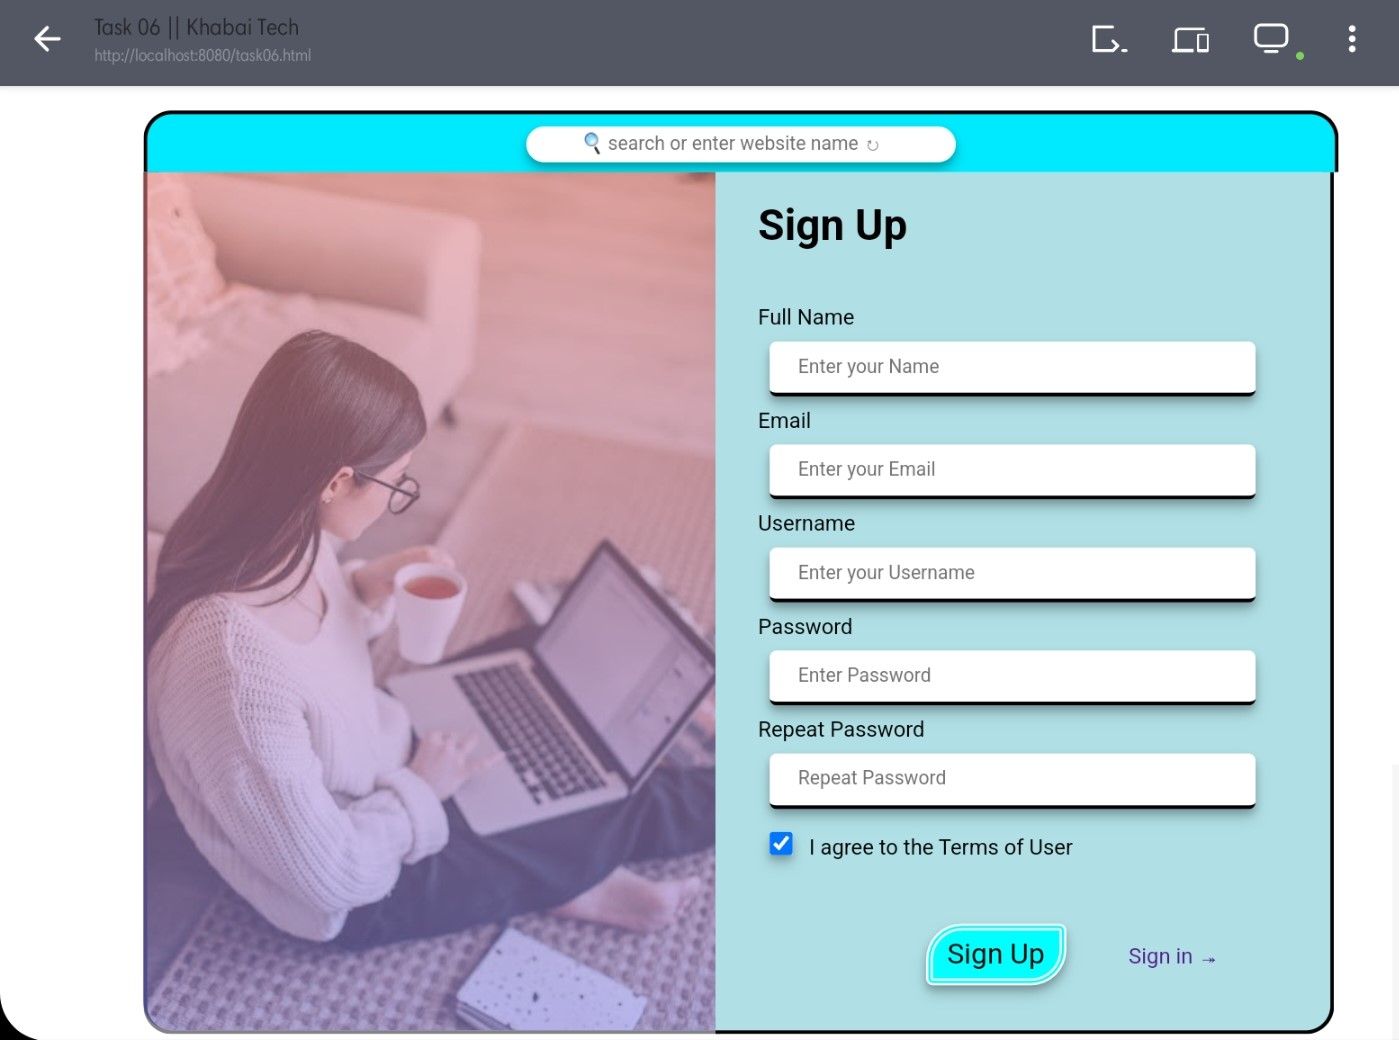 Task 06 || Khabai Tech
http://localhost:8080/task06.html
search or enter website name ↻
Sign Up
Full Name
Enter your Name
Email
Enter your Email
Username
Enter your Username
Password
Enter Password
Repeat Password
Repeat Password
I agree to the Terms of User
Sign Up
Sign in →